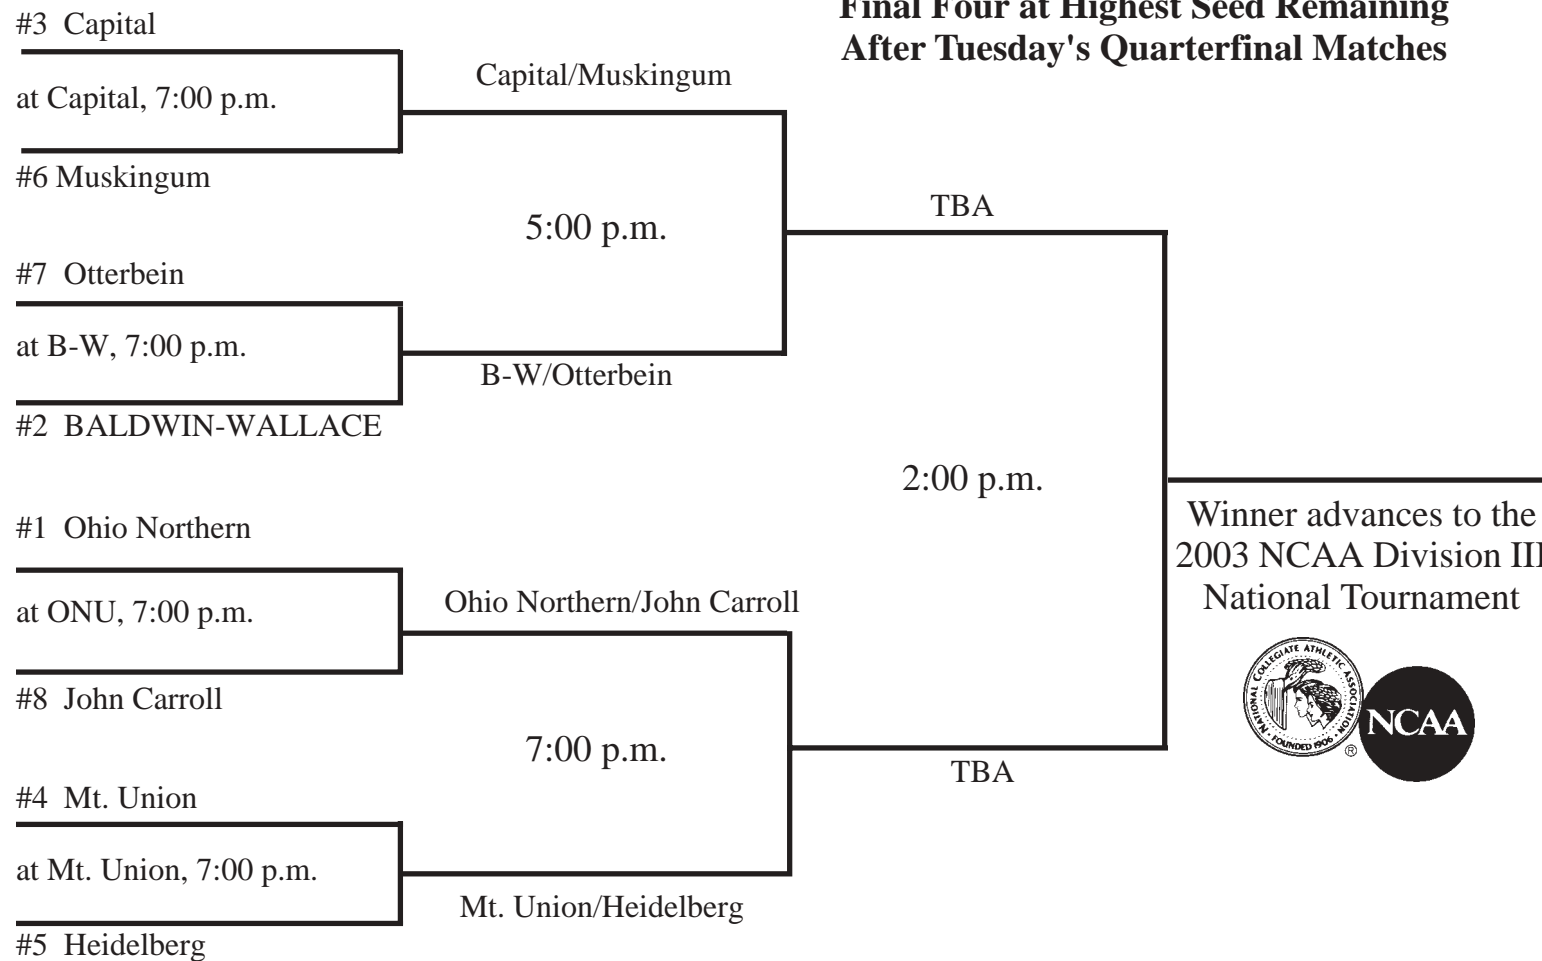 Final Four at Highest Seed Remaining
After Tuesday's Quarterfinal Matches
#3 Capital
at Capital, 7:00 p.m.
#6 Muskingum
Capital/Muskingum
5:00 p.m.
#7 Otterbein
at B-W, 7:00 p.m.
#2 BALDWIN-WALLACE
B-W/Otterbein
TBA
2:00 p.m.
#1 Ohio Northern
at ONU, 7:00 p.m.
#8 John Carroll
Ohio Northern/John Carroll
7:00 p.m.
#4 Mt. Union
at Mt. Union, 7:00 p.m.
#5 Heidelberg
Mt. Union/Heidelberg
TBA
Winner advances to the
2003 NCAA Division III
National Tournament
NATIONAL COLLEGIATE ATHLETIC ASSOCIATION
FOUNDED 1906
®
NCAA